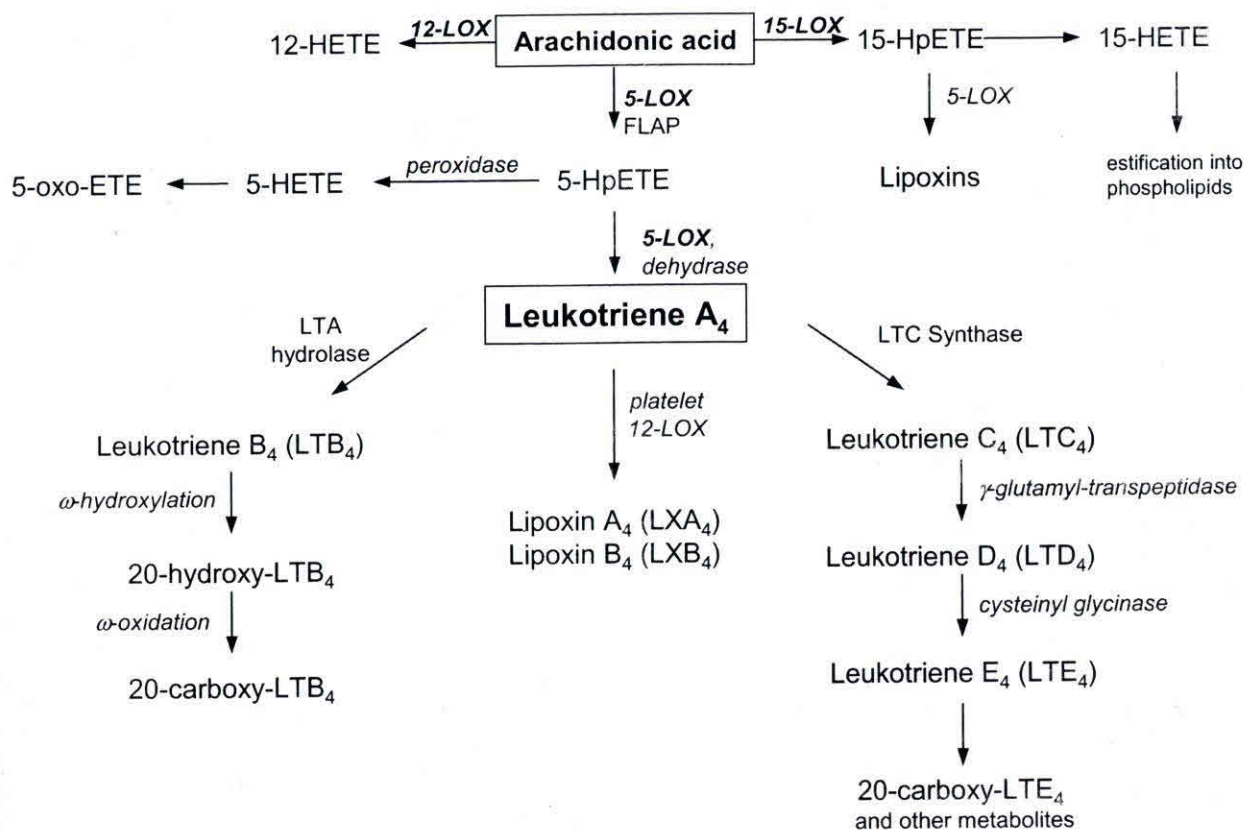 12-HETE
12-LOX
Arachidonic acid
15-LOX
15-HpETE
15-HETE
5-LOX
FLAP
5-LOX
5-oxo-ETE
5-HETE
peroxidase
5-HpETE
Lipoxins
estification into
phospholipids
5-LOX,
dehydrase
Leukotriene A₄
LTA
hydrolase
LTC Synthase
platelet
12-LOX
Leukotriene B₄ (LTB₄)
Leukotriene C₄ (LTC₄)
ω-hydroxylation
γ-glutamyl-transpeptidase
Lipoxin A₄ (LXA₄)
Lipoxin B₄ (LXB₄)
20-hydroxy-LTB₄
Leukotriene D₄ (LTD₄)
ω-oxidation
cysteinyl glycinase
20-carboxy-LTB₄
Leukotriene E₄ (LTE₄)
20-carboxy-LTE₄
and other metabolites